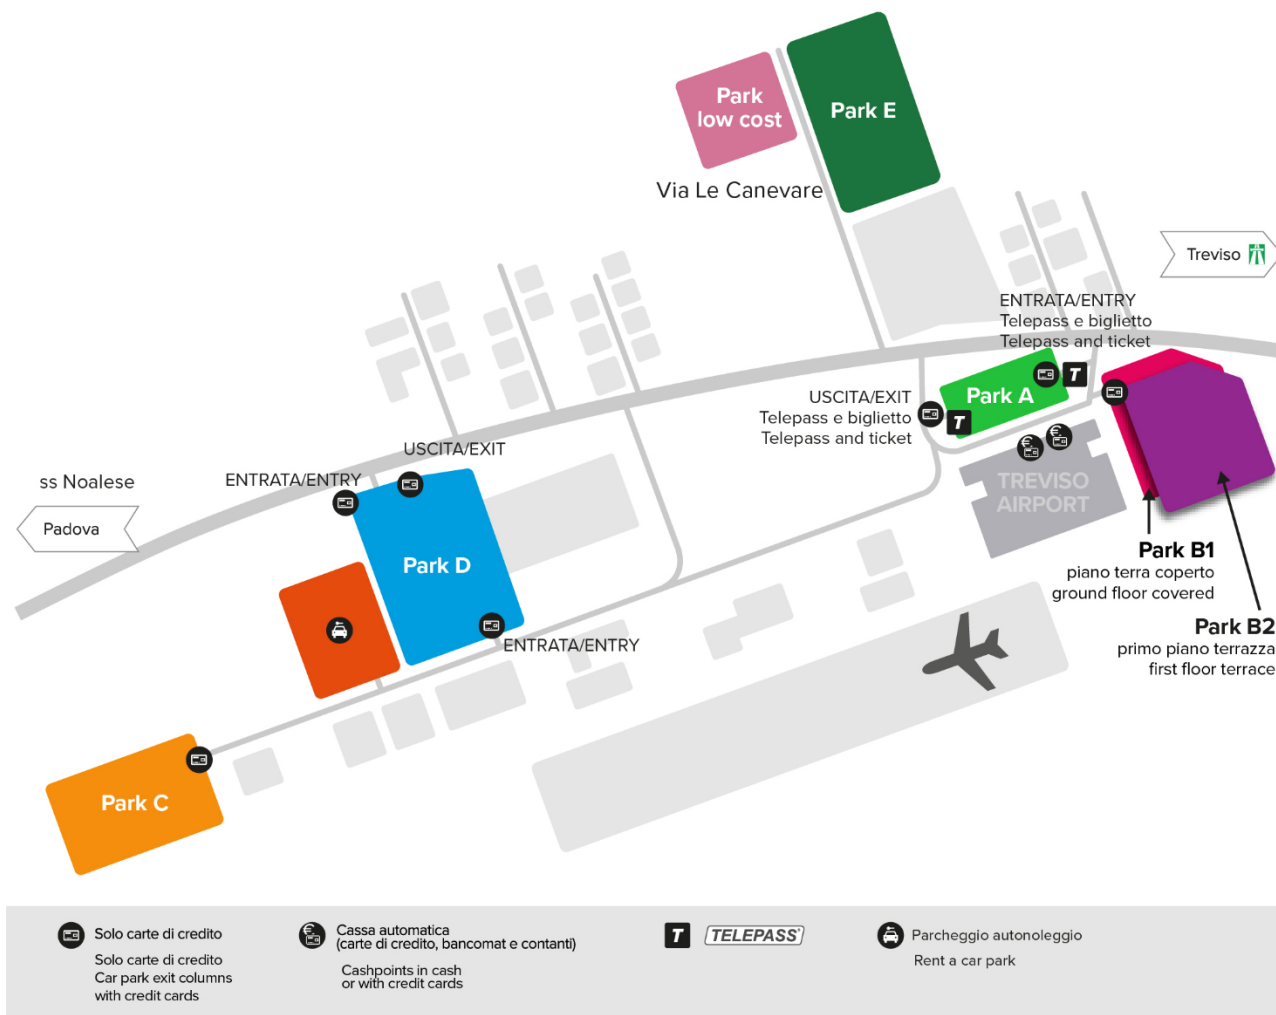 Park
low cost
Park E
Via Le Canevare
Treviso
ENTRATA/ENTRY
Telepass e biglietto
Telepass and ticket
USCITA/EXIT
Telepass e biglietto
Telepass and ticket
Park A
T
T
€
€
TREVISO
AIRPORT
USCITA/EXIT
ENTRATA/ENTRY
ss Noalese
Padova
Park D
ENTRATA/ENTRY
Park B1
piano terra coperto
ground floor covered
Park B2
primo piano terrazza
first floor terrace
Park C
Solo carte di credito
Solo carte di credito
Car park exit columns
with credit cards
€
Cassa automatica
(carte di credito, bancomat e contanti)
Cashpoints in cash
or with credit cards
T TELEPASS
Parcheggio autonoleggio
Rent a car park